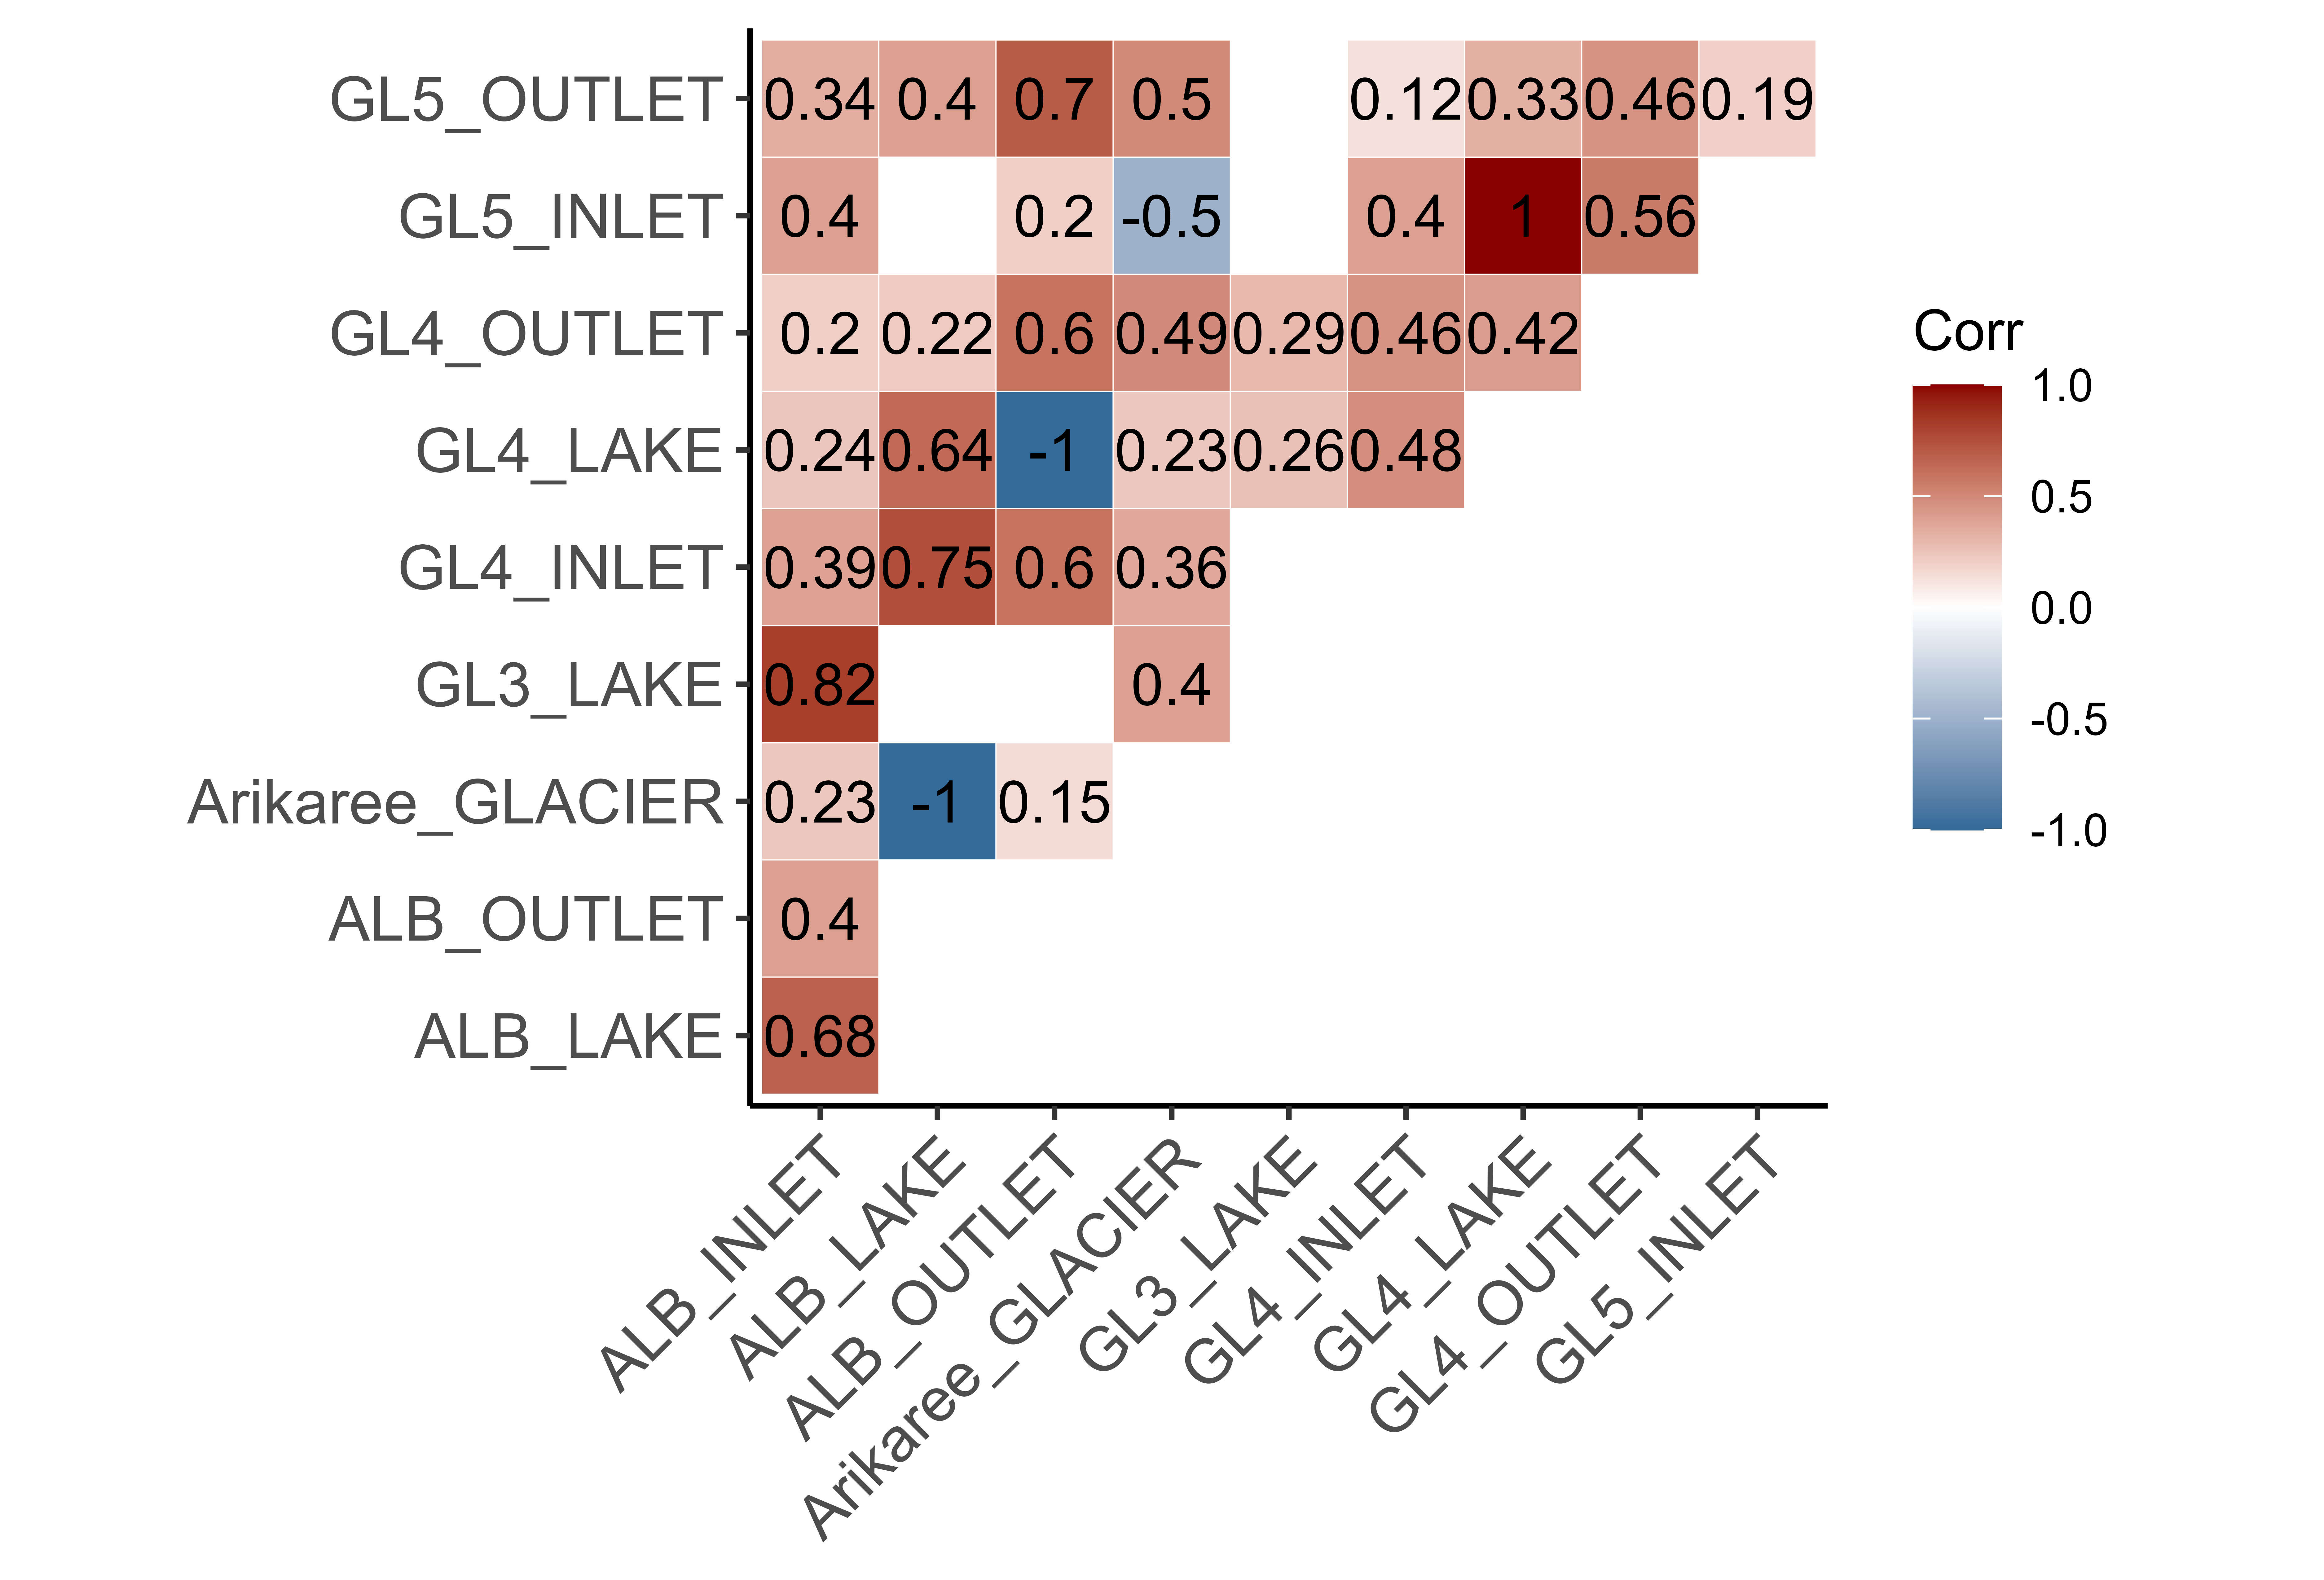 GL5_OUTLET 0.34 0.4 0.7 0.5 0.12 0.33 0.46 0.19
GL5_INLET 0.4 0.2 -0.5 0.4 1 0.56
GL4_OUTLET 0.2 0.22 0.6 0.49 0.29 0.46 0.42
GL4_LAKE 0.24 0.64 -1 0.23 0.26 0.48
GL4_INLET 0.39 0.75 0.6 0.36
GL3_LAKE 0.82 0.4
Arikaree_GLACIER 0.23 -1 0.15
ALB_OUTLET 0.4
ALB_LAKE 0.68
ALB_INLET
ALB_LAKE
ALB_OUTLET
Arikaree_GLACIER
GL3_LAKE
GL4_INLET
GL4_LAKE
GL4_OUTLET
GL5_INLET
Corr
1.0
0.5
0.0
-0.5
-1.0